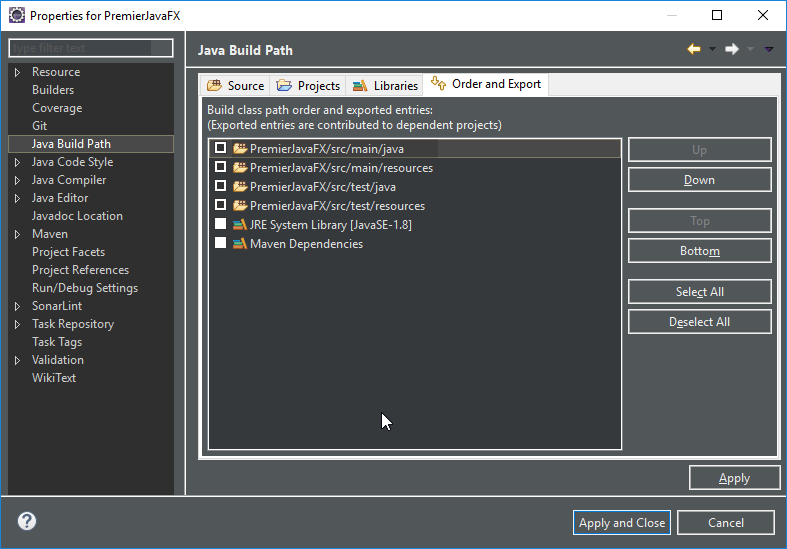 Properties for PremierJavaFX
type filter text
Resource
Builders
Coverage
Git
Java Build Path
Java Code Style
Java Compiler
Java Editor
Javadoc Location
Maven
Project Facets
Project References
Run/Debug Settings
SonarLint
Task Repository
Task Tags
Validation
WikiText
Java Build Path
Source Projects Libraries Order and Export
Build class path order and exported entries:
(Exported entries are contributed to dependent projects)
PremierJavaFX/src/main/java
PremierJavaFX/src/main/resources
PremierJavaFX/src/test/java
PremierJavaFX/src/test/resources
JRE System Library [JavaSE-1.8]
Maven Dependencies
Up
Down
Top
Bottom
Select All
Deselect All
Apply
?
Apply and Close Cancel